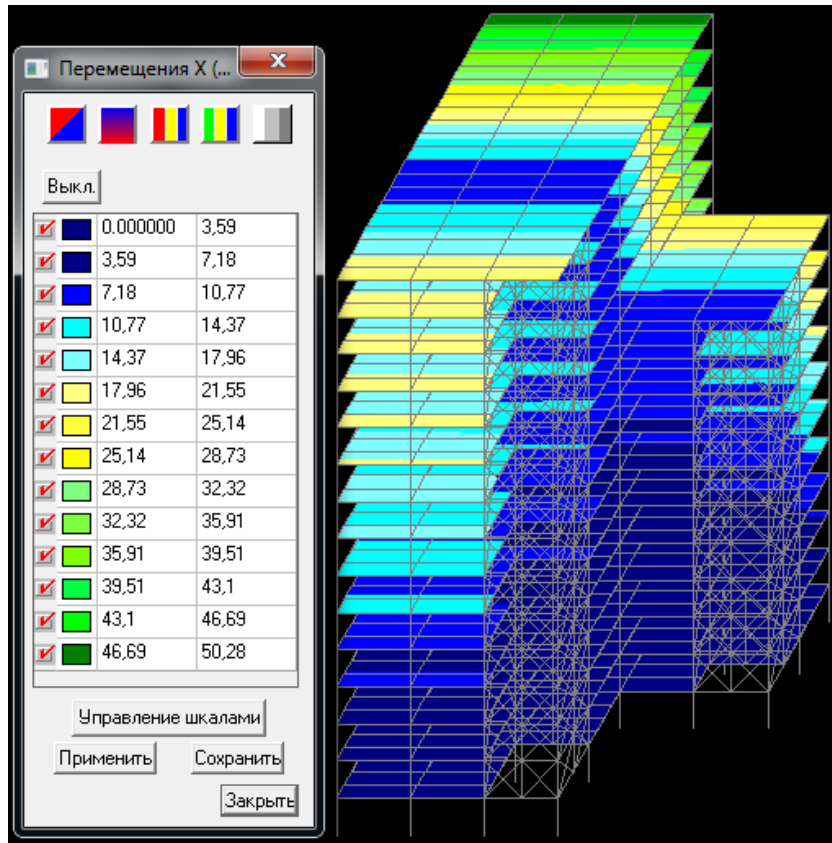 Перемещения X (...
Выкл.
0.000000 3,59
3,59 7,18
7,18 10,77
10,77 14,37
14,37 17,96
17,96 21,55
21,55 25,14
25,14 28,73
28,73 32,32
32,32 35,91
35,91 39,51
39,51 43,1
43,1 46,69
46,69 50,28
Управление шкалами
Применить Сохранить
Закрыть